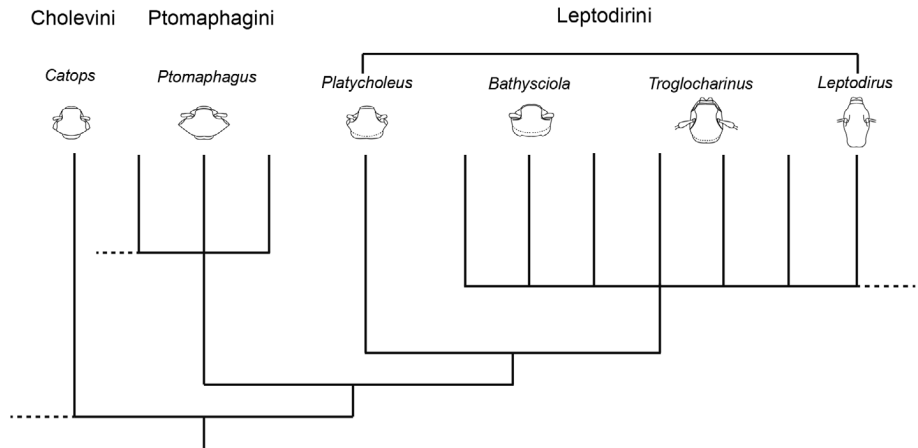 Cholevini Ptomaphagini Leptodirini
Catops Ptomaphagus Platycholeus Bathysciola Troglocharinus Leptodirus